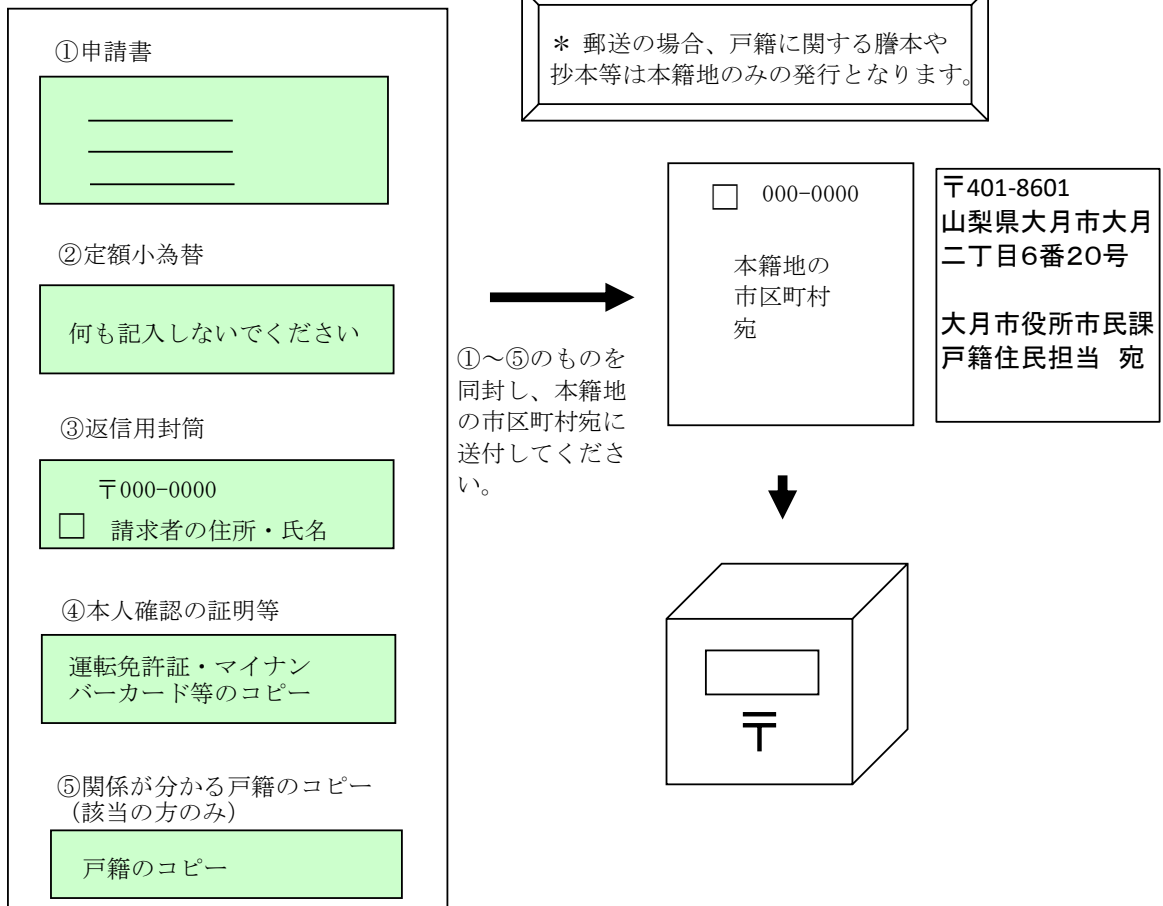 ①申請書
②定額小為替
何も記入しないでください
③返信用封筒
〒000-0000
請求者の住所・氏名
④本人確認の証明等
運転免許証・マイナン
バーカード等のコピー
⑤関係が分かる戸籍のコピー
（該当の方のみ）
戸籍のコピー
＊ 郵送の場合、戸籍に関する謄本や
抄本等は本籍地のみの発行となります。
①～⑤のものを
同封し、本籍地
の市区町村宛に
送付してくださ
い。
000-0000
本籍地の
市区町村
宛
〒401-8601
山梨県大月市大月
二丁目6番20号
大月市役所市民課
戸籍住民担当 宛
〒